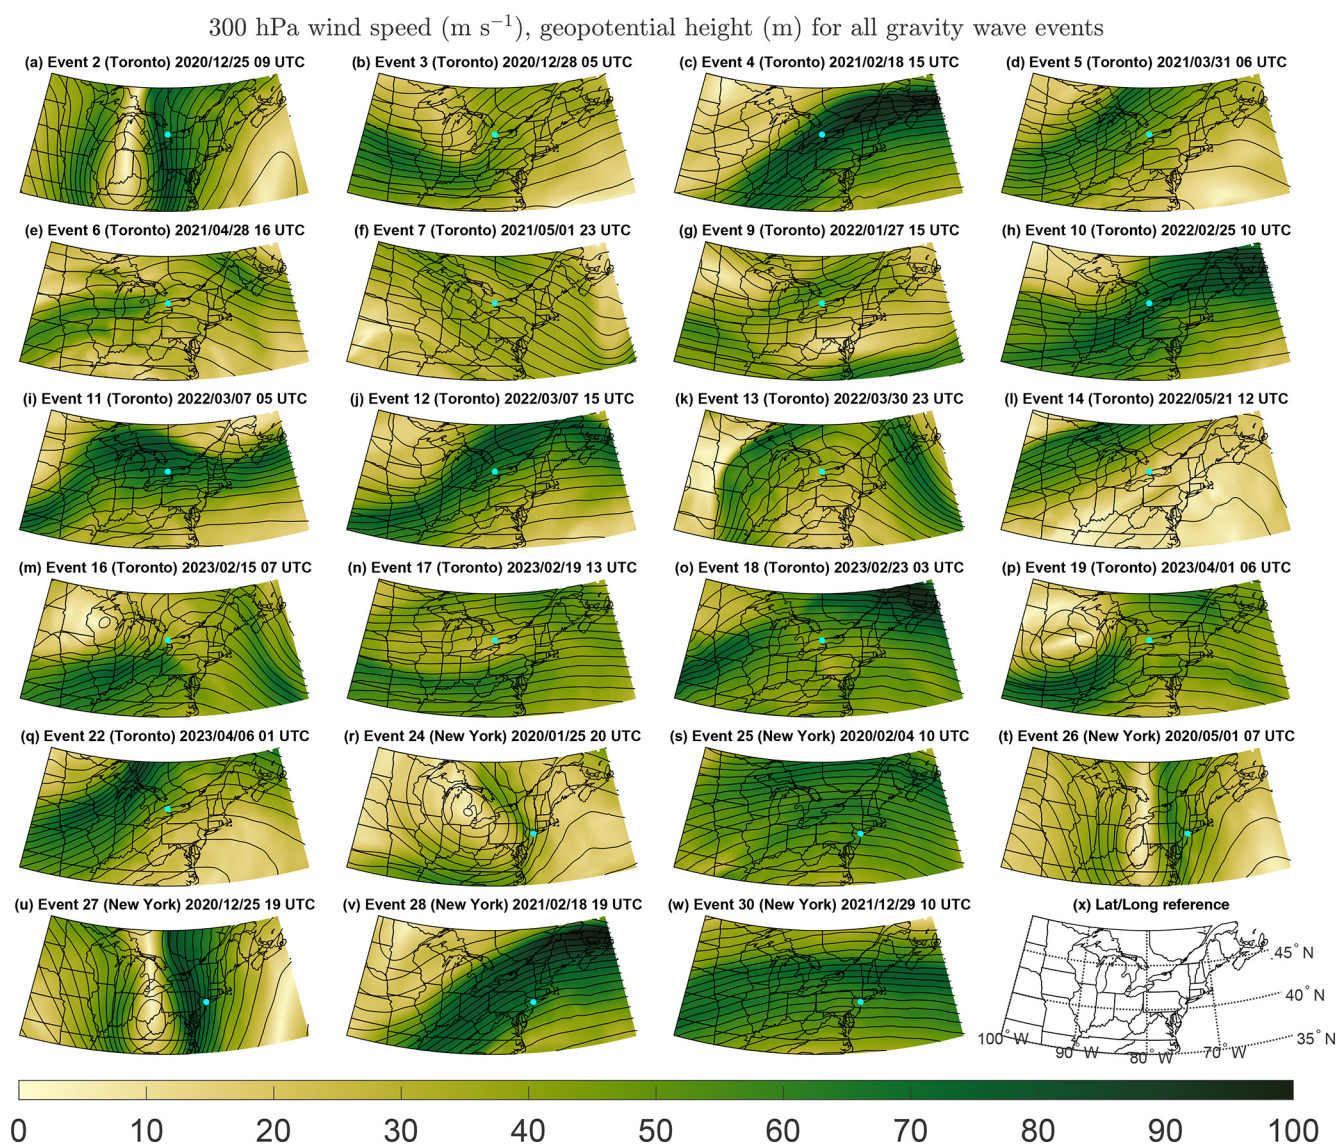 300 hPa wind speed (m s⁻¹), geopotential height (m) for all gravity wave events
(a) Event 2 (Toronto) 2020/12/25 09 UTC
(b) Event 3 (Toronto) 2020/12/28 05 UTC
(c) Event 4 (Toronto) 2021/02/18 15 UTC
(d) Event 5 (Toronto) 2021/03/31 06 UTC
(e) Event 6 (Toronto) 2021/04/28 16 UTC
(f) Event 7 (Toronto) 2021/05/01 23 UTC
(g) Event 9 (Toronto) 2022/01/27 15 UTC
(h) Event 10 (Toronto) 2022/02/25 10 UTC
(i) Event 11 (Toronto) 2022/03/07 05 UTC
(j) Event 12 (Toronto) 2022/03/07 15 UTC
(k) Event 13 (Toronto) 2022/03/30 23 UTC
(l) Event 14 (Toronto) 2022/05/21 12 UTC
(m) Event 16 (Toronto) 2023/02/15 07 UTC
(n) Event 17 (Toronto) 2023/02/19 13 UTC
(o) Event 18 (Toronto) 2023/02/23 03 UTC
(p) Event 19 (Toronto) 2023/04/01 06 UTC
(q) Event 22 (Toronto) 2023/04/06 01 UTC
(r) Event 24 (New York) 2020/01/25 20 UTC
(s) Event 25 (New York) 2020/02/04 10 UTC
(t) Event 26 (New York) 2020/05/01 07 UTC
(u) Event 27 (New York) 2020/12/25 19 UTC
(v) Event 28 (New York) 2021/02/18 19 UTC
(w) Event 30 (New York) 2021/12/29 10 UTC
(x) Lat/Long reference
45° N
40° N
35° N
100° W
90° W
80° W
70° W
0 10 20 30 40 50 60 70 80 90 100